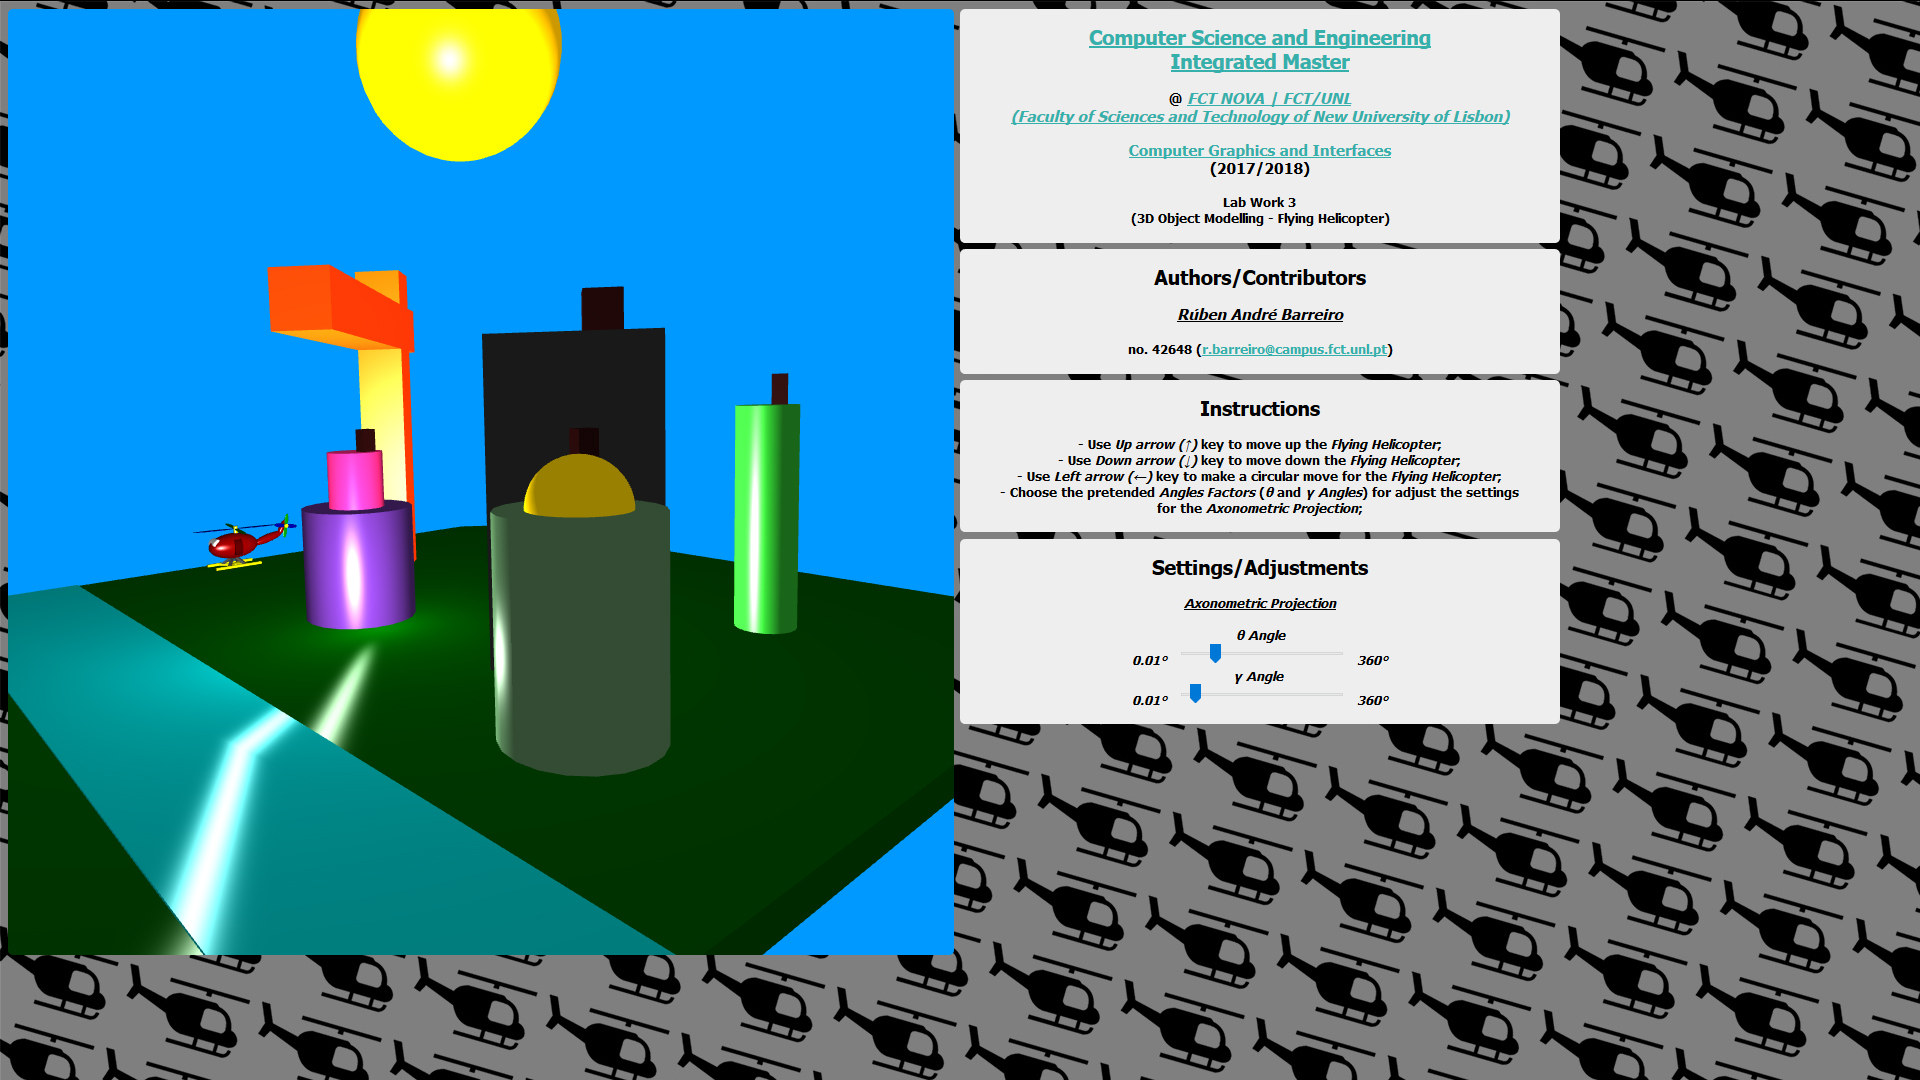 Computer Science and Engineering
Integrated Master
@ FCT NOVA | FCT/UNL
(Faculty of Sciences and Technology of New University of Lisbon)
Computer Graphics and Interfaces
(2017/2018)
Lab Work 3
(3D Object Modelling - Flying Helicopter)
Authors/Contributors
Rúben André Barreiro
no. 42648 (r.barreiro@campus.fct.unl.pt)
Instructions
- Use Up arrow (↑) key to move up the Flying Helicopter;
- Use Down arrow (↓) key to move down the Flying Helicopter;
- Use Left arrow (←) key to make a circular move for the Flying Helicopter;
- Choose the pretended Angles Factors (θ and γ Angles) for adjust the settings
for the Axonometric Projection;
Settings/Adjustments
Axonometric Projection
θ Angle
0.01º 360º
γ Angle
0.01º 360º